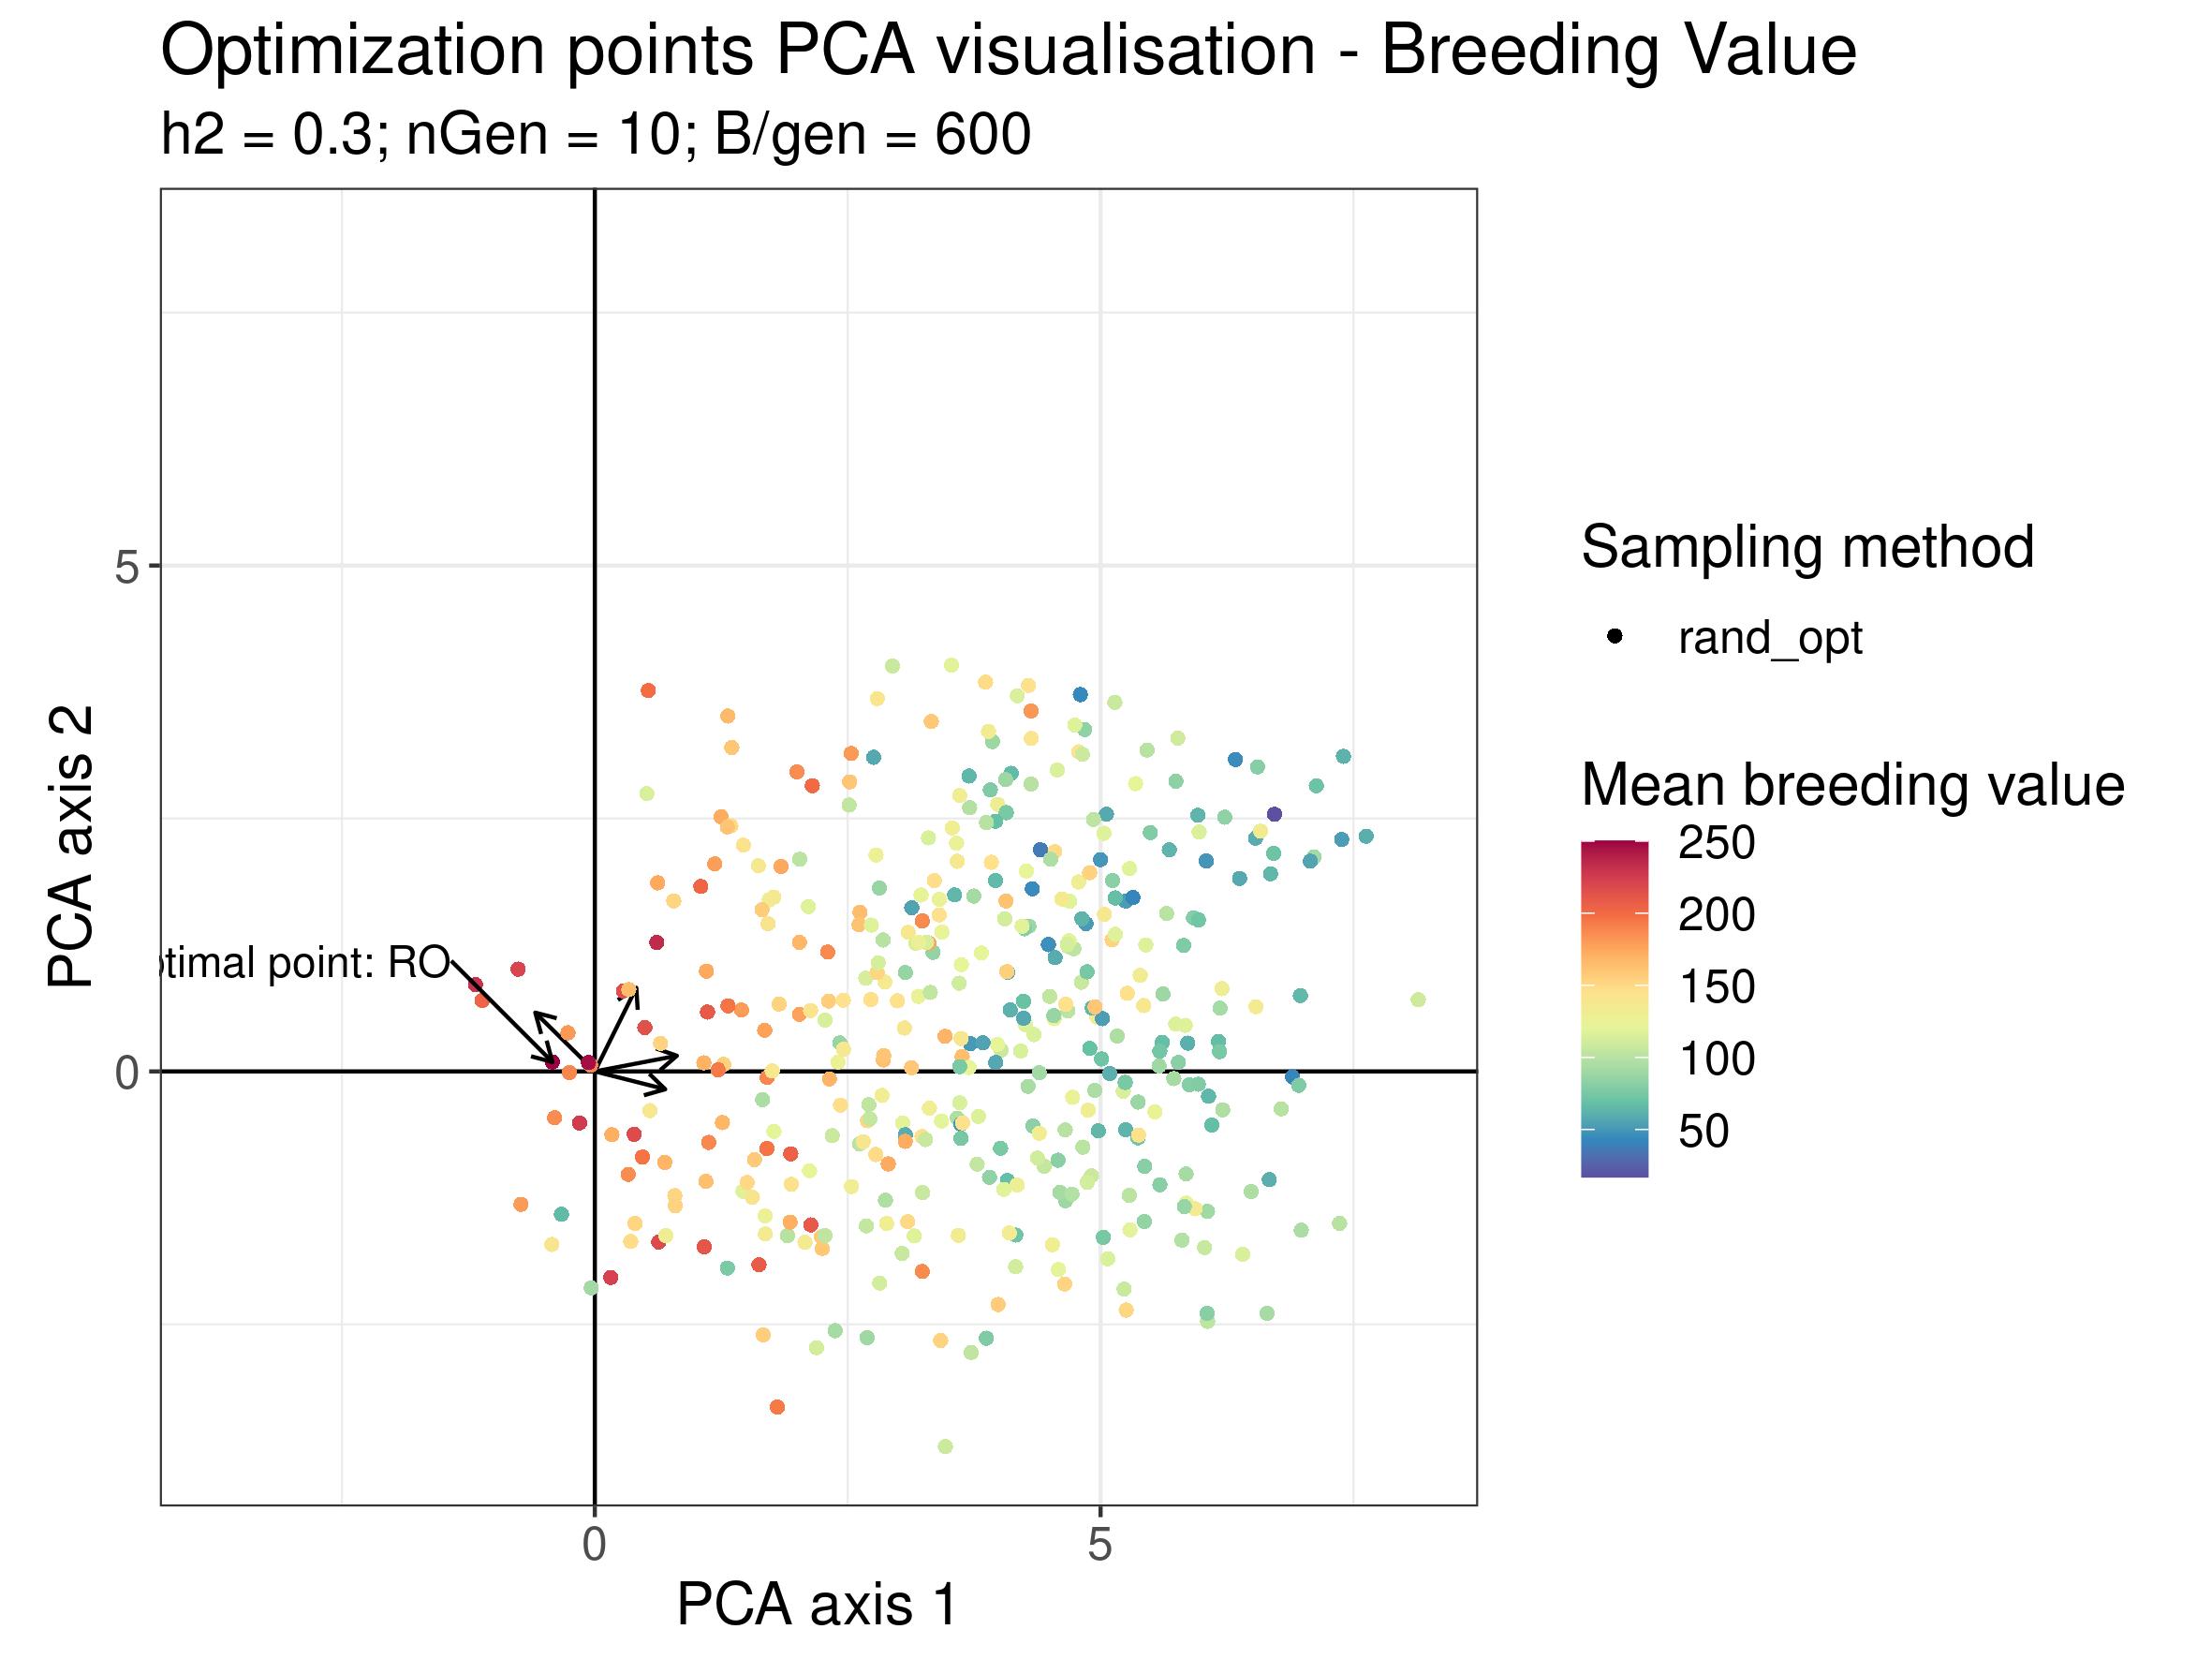 Optimization points PCA visualisation - Breeding Value
h2 = 0.3; nGen = 10; B/gen = 600
PCA axis 2
5
0
timal point: RO
0
5
PCA axis 1
Sampling method
rand_opt
Mean breeding value
250
200
150
100
50